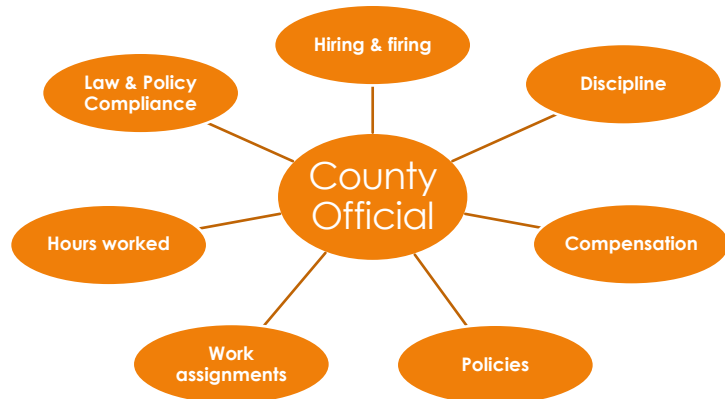 Hiring & firing
Law & Policy
Compliance
Discipline
County
Official
Hours worked
Compensation
Work
assignments
Policies